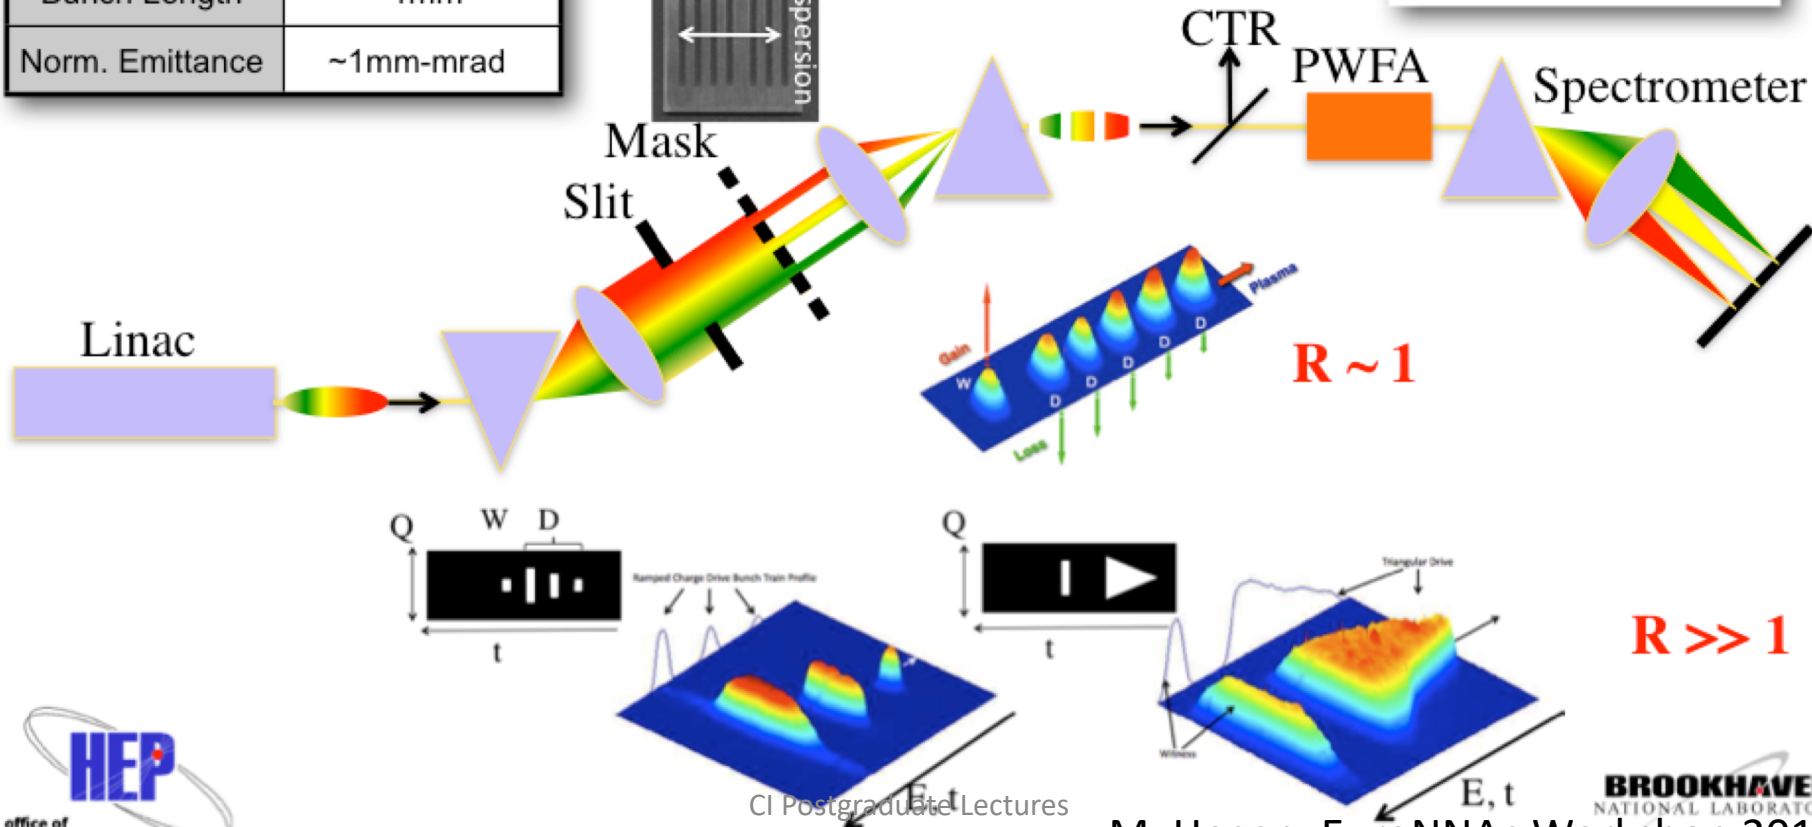 Norm. Emittance ~1mm-mrad
persion
CTR
PWFA
Spectrometer
Mask
Slit
Linac
Gain
W
D
D
D
D
D
Loss
Plasma
R ~ 1
Q
W D
t
Ramped Charge Drive Bunch Train Profile
E, t
Q
t
Triangular Drive
Witness
E, t
R >> 1
HEP
office of
CI Postgraduate Lectures
BROOKHAVE
NATIONAL LABORATO